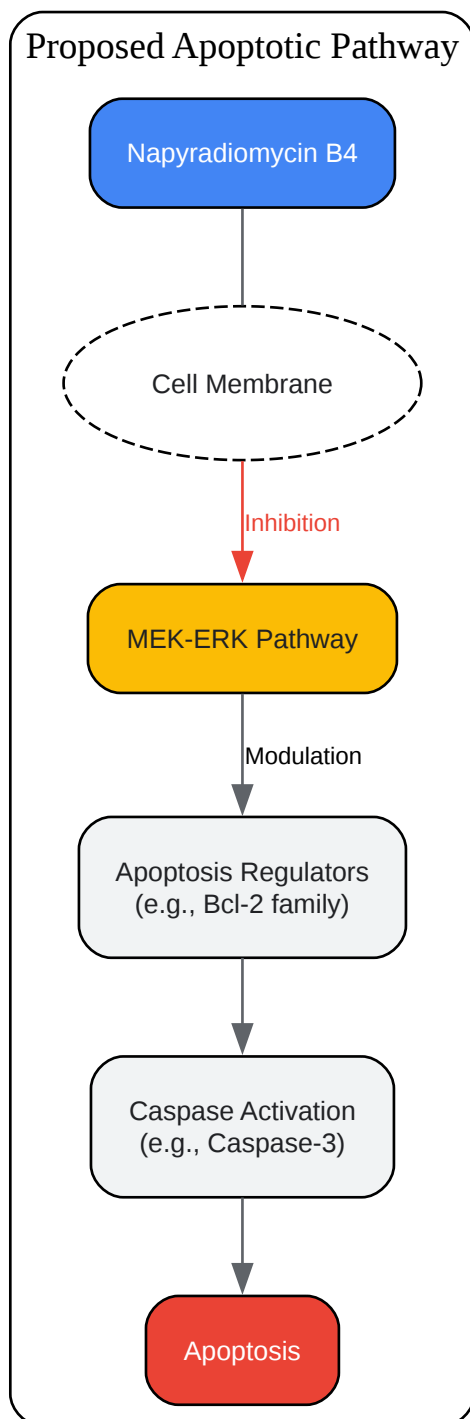 Proposed Apoptotic Pathway
Napyradiomycin B4
Cell Membrane
Inhibition
MEK-ERK Pathway
Modulation
Apoptosis Regulators
(e.g., Bcl-2 family)
Caspase Activation
(e.g., Caspase-3)
Apoptosis